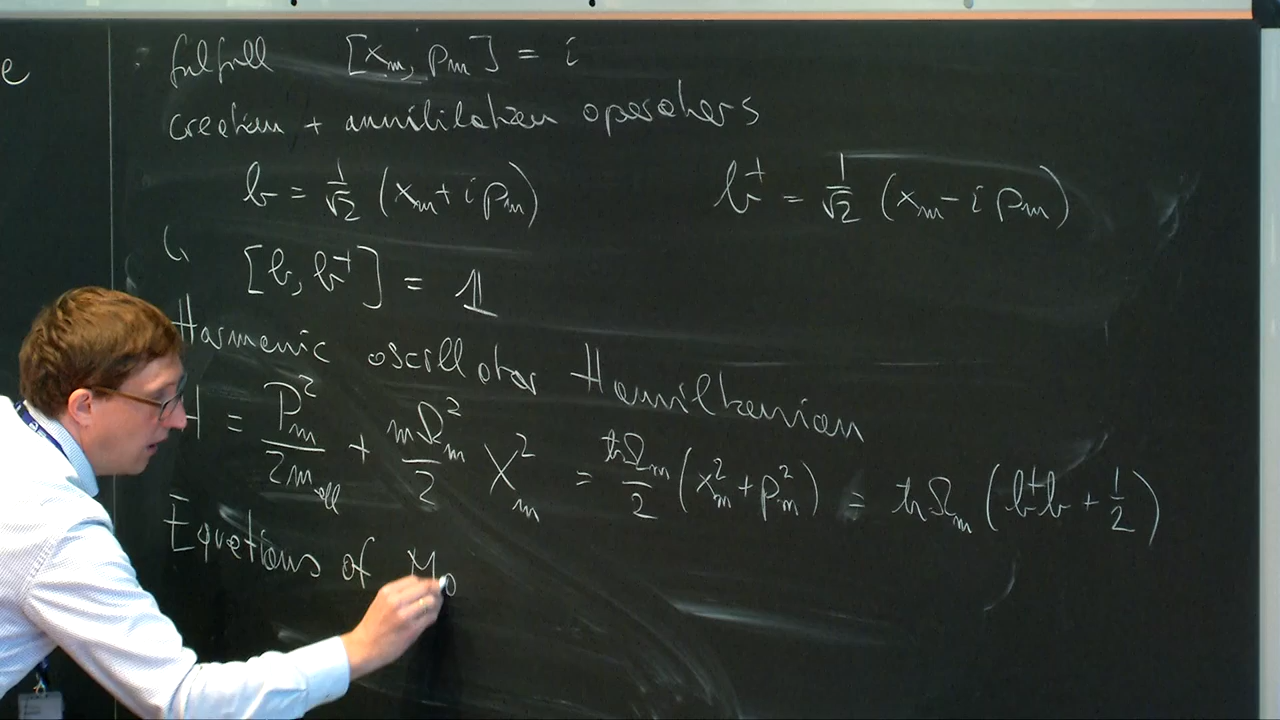 e
fulfill [x_m, p_m] = i
creation + annihilation operators
b = 1/√2 (x_m + i p_m) b† = 1/√2 (x_m - i p_m)
↳ [b, b†] = 𝟙
Harmonic oscillator Hamiltonian
H = P_m²/2m_eff + mΩ_m²/2 X_m² = ħΩ_m/2 (x_m² + p_m²) = ħΩ_m (b†b + 1/2)
Equations of Mo